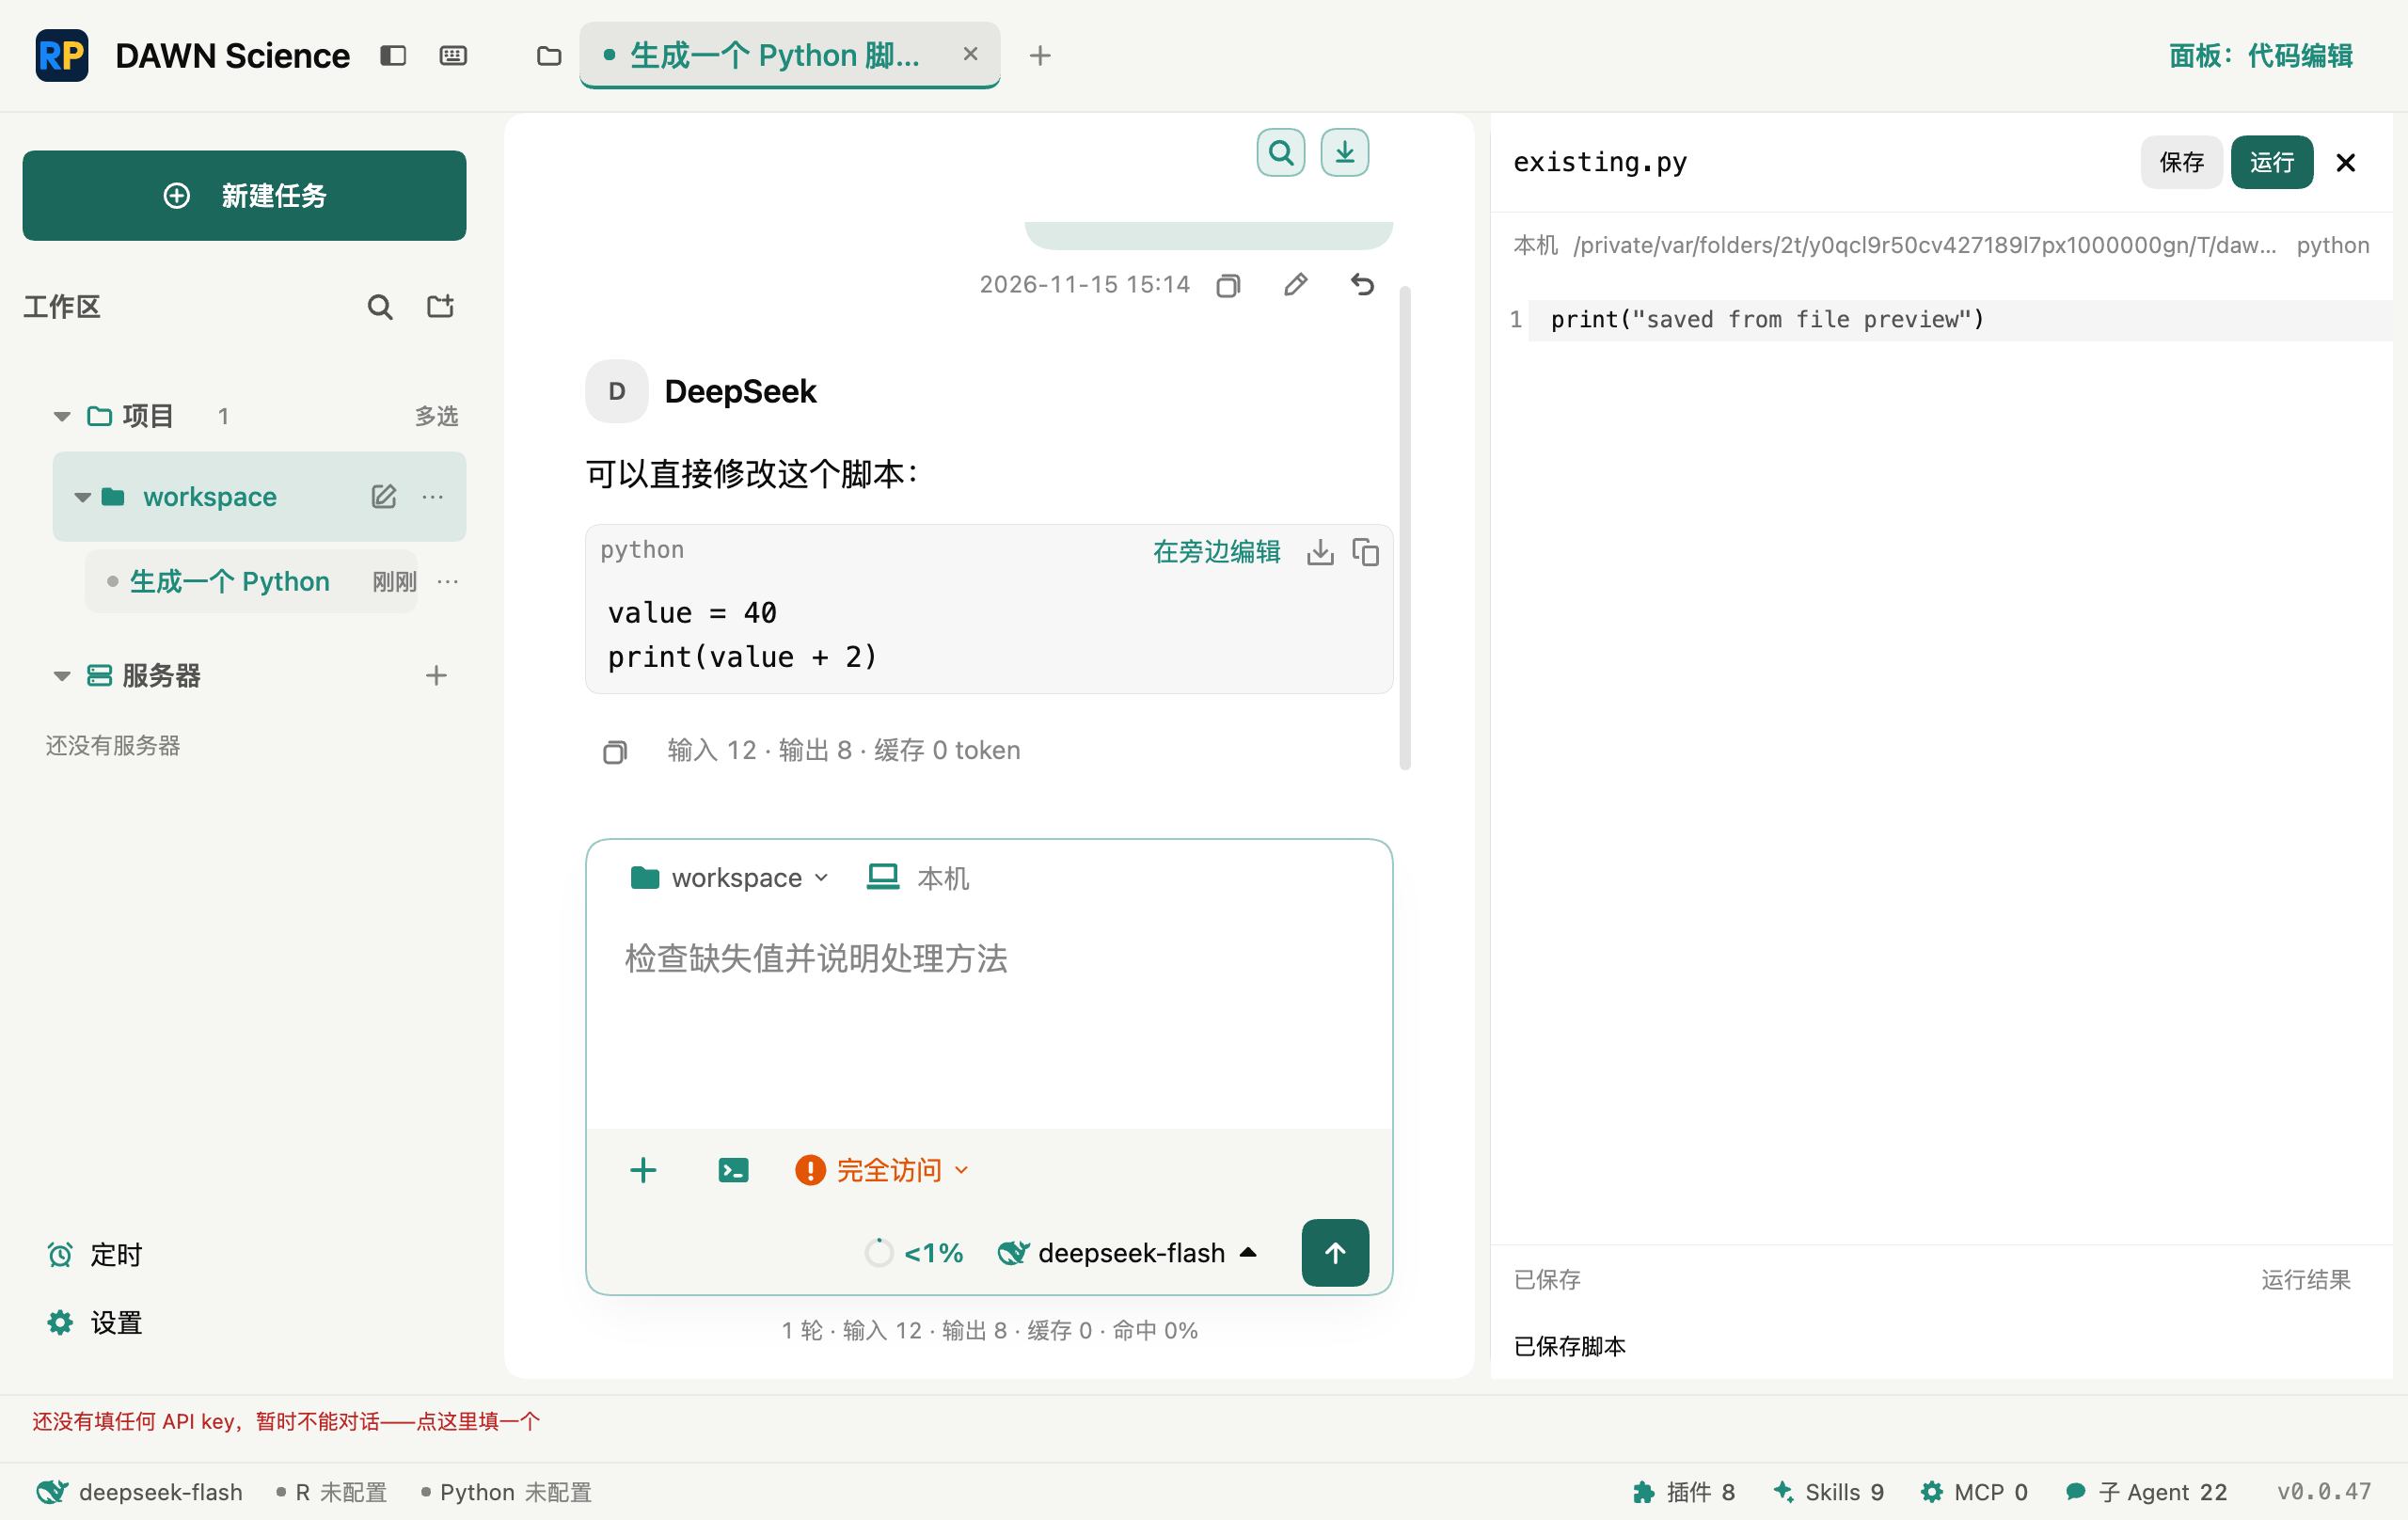 RP DAWN Science
生成一个 Python 脚...
面板：代码编辑
新建任务
工作区
项目 1 多选
workspace
生成一个 Python 刚刚
服务器
还没有服务器
定时
设置
2026-11-15 15:14
D DeepSeek
可以直接修改这个脚本：
python 在旁边编辑
value = 40
print(value + 2)
输入 12 · 输出 8 · 缓存 0 token
workspace 本机
检查缺失值并说明处理方法
完全访问
<1% deepseek-flash
1 轮 · 输入 12 · 输出 8 · 缓存 0 · 命中 0%
existing.py 保存 运行
本机 /private/var/folders/2t/y0qcl9r50cv427189l7px1000000gn/T/daw... python
1 print("saved from file preview")
已保存 运行结果
已保存脚本
还没有填任何 API key，暂时不能对话——点这里填一个
deepseek-flash R 未配置 Python 未配置 插件 8 Skills 9 MCP 0 子 Agent 22 v0.0.47